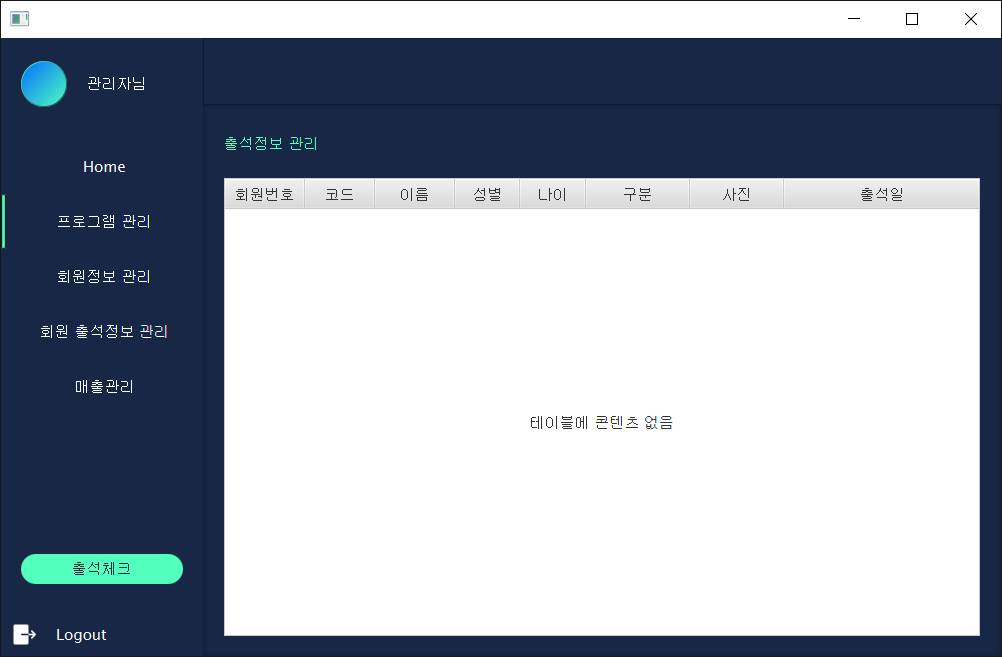 관리자님
Home
프로그램 관리
회원정보 관리
회원 출석정보 관리
매출관리
출석체크
Logout
출석정보 관리
회원번호 코드 이름 성별 나이 구분 사진 출석일
테이블에 콘텐츠 없음